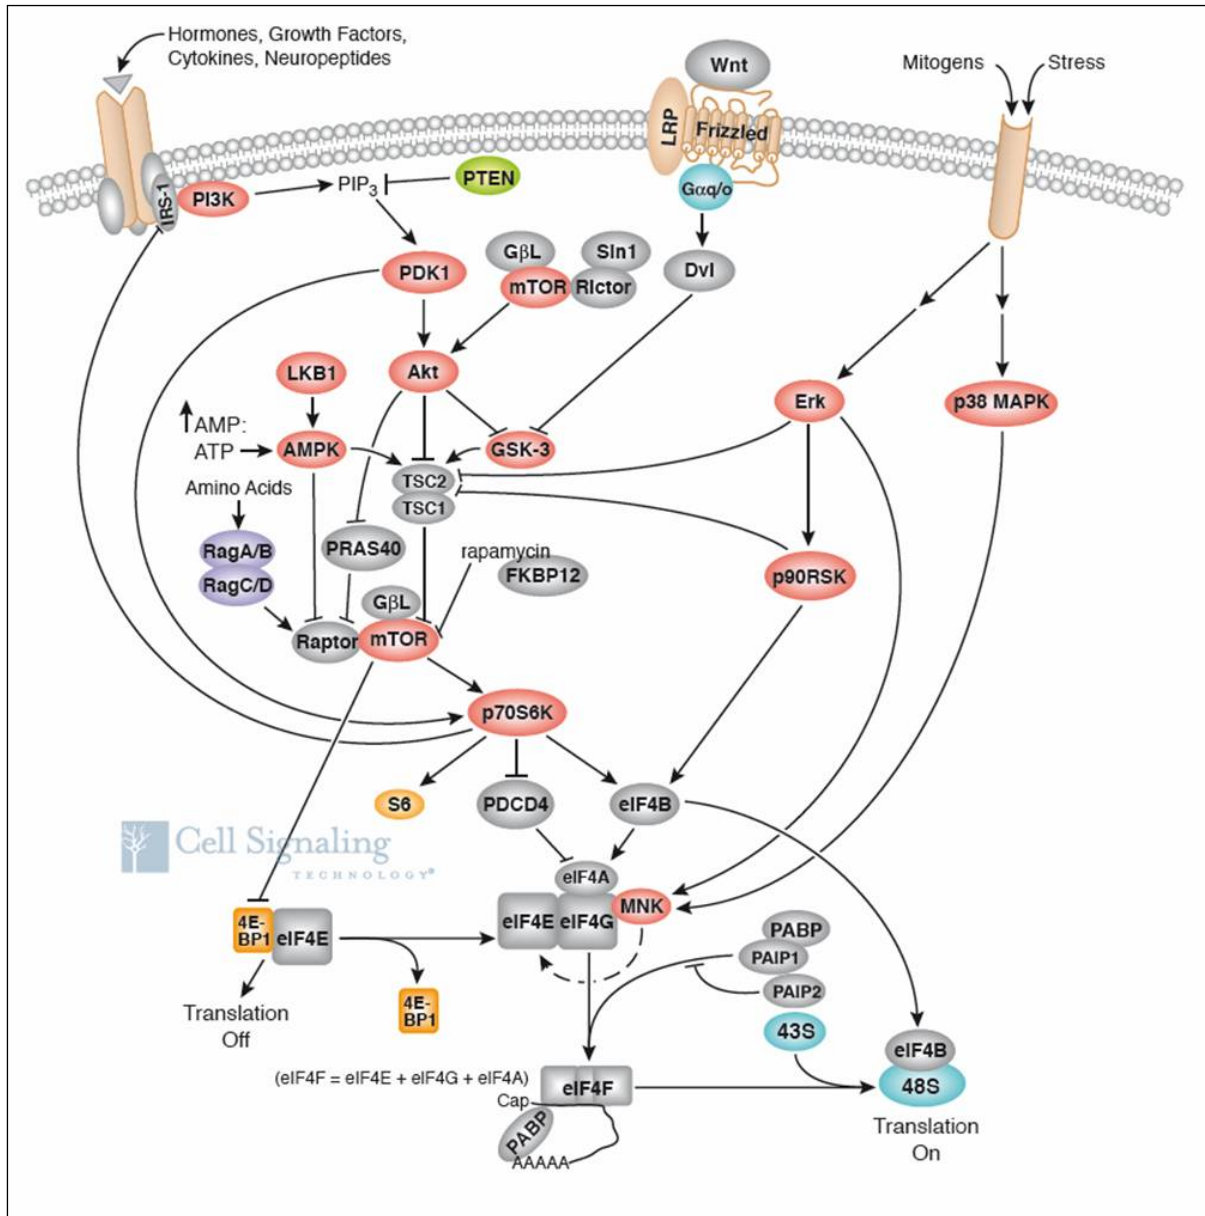 Hormones, Growth Factors,
Cytokines, Neuropeptides
Wnt
Mitogens
Stress
LRP
Frizzled
IRS-1
PI3K
PIP3
PTEN
Gαq/o
GβL
Sin1
PDK1
mTOR
Rictor
Dvl
LKB1
Akt
Erk
p38 MAPK
AMP:
ATP
AMPK
GSK-3
Amino Acids
TSC2
TSC1
RagA/B
RagC/D
PRAS40
rapamycin
FKBP12
p90RSK
GβL
Raptor
mTOR
p70S6K
S6
PDCD4
eIF4B
Cell Signaling
TECHNOLOGY®
eIF4A
eIF4E
eIF4G
MNK
4E-
BP1
eIF4E
PABP
PAIP1
PAIP2
Translation
Off
4E-
BP1
43S
eIF4B
48S
(eIF4F = eIF4E + eIF4G + eIF4A)
eIF4F
Cap
PABP
AAAAA
Translation
On